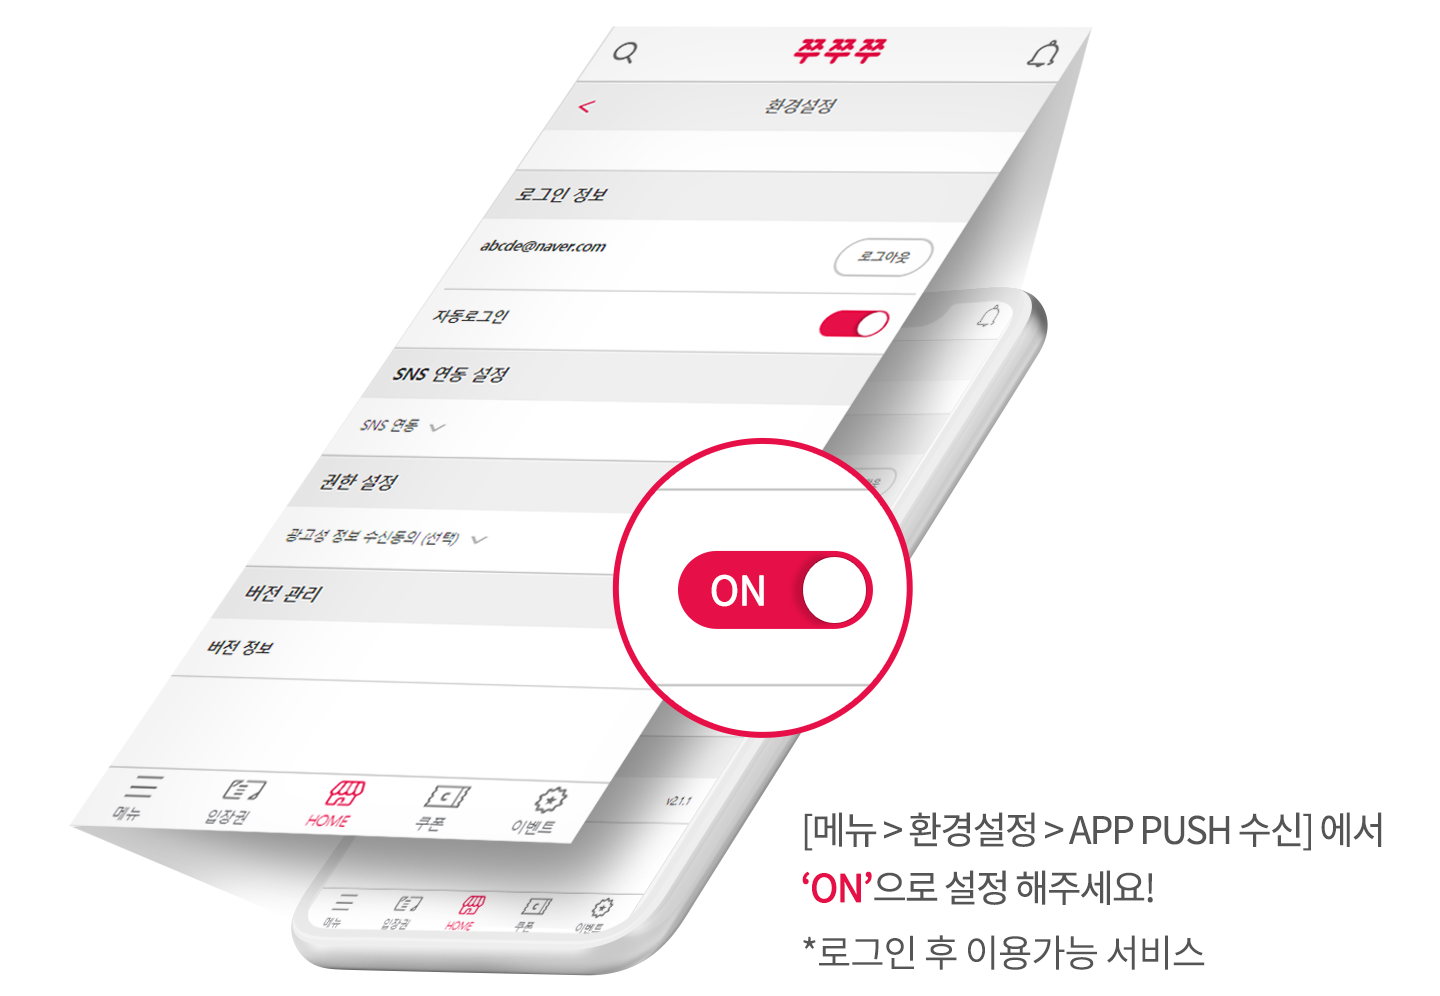 쭈쭈쭈
<
환경설정
로그인 정보
abcde@naver.com
로그아웃
자동로그인
SNS 연동 설정
SNS 연동
권한 설정
광고성 정보 수신동의 (선택)
ON
버전 관리
버전 정보
메뉴
입장권
HOME
쿠폰
이벤트
v2.1.1
메뉴
입장권
HOME
쿠폰
이벤트
[메뉴 > 환경설정 > APP PUSH 수신] 에서
‘ON’으로 설정 해주세요!
*로그인 후 이용가능 서비스